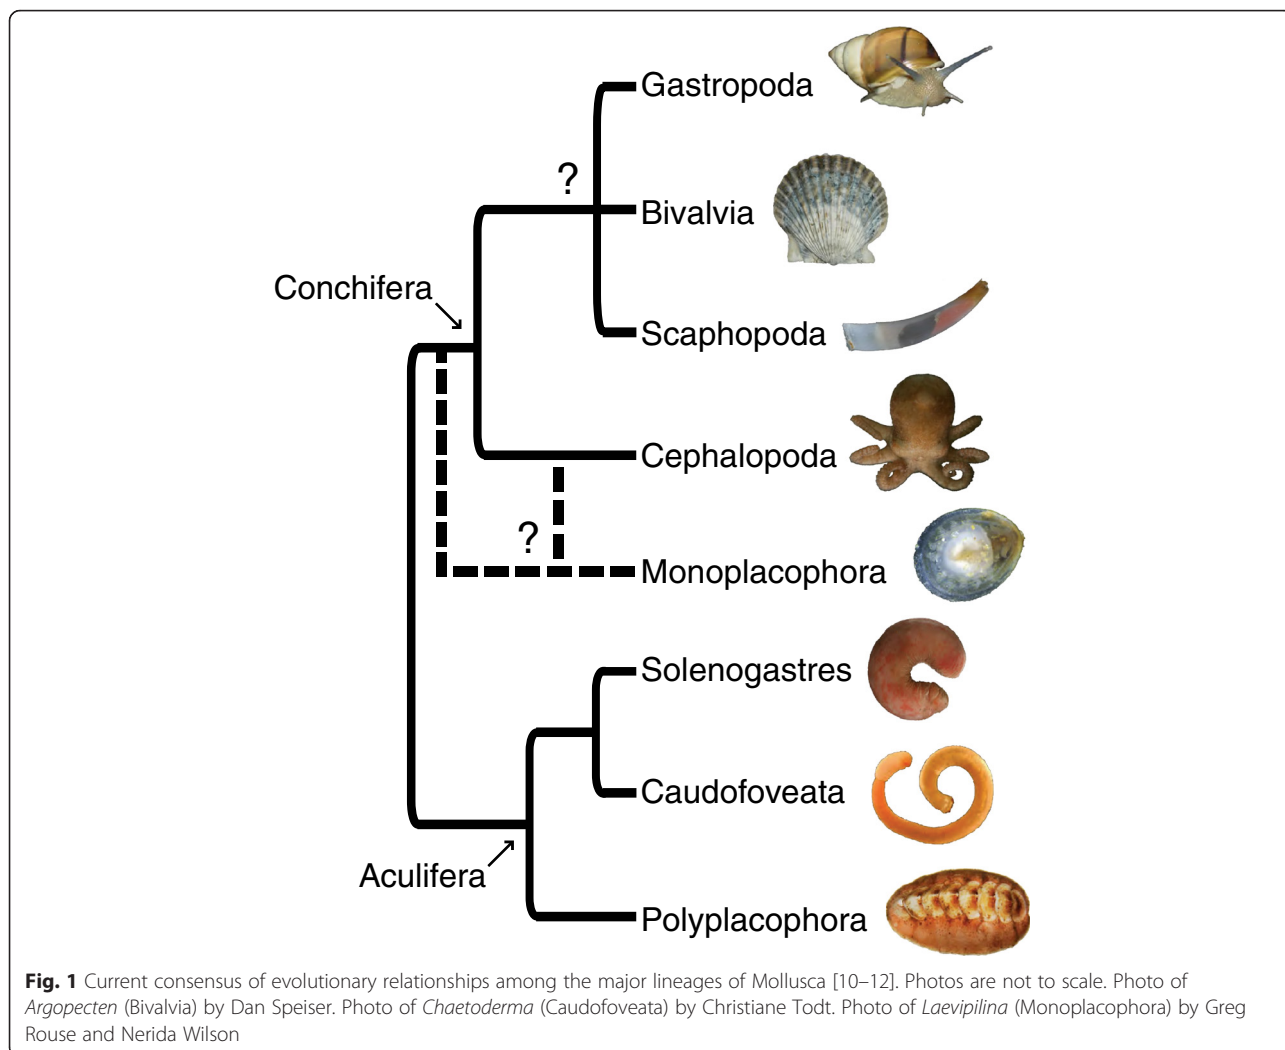 Gastropoda
?
Bivalvia
Conchifera
Scaphopoda
Cephalopoda
?
Monoplacophora
Solenogastres
Caudofoveata
Aculifera
Polyplacophora
Fig. 1 Current consensus of evolutionary relationships among the major lineages of Mollusca [10–12]. Photos are not to scale. Photo of
Argopecten (Bivalvia) by Dan Speiser. Photo of Chaetoderma (Caudofoveata) by Christiane Todt. Photo of Laevipilina (Monoplacophora) by Greg
Rouse and Nerida Wilson